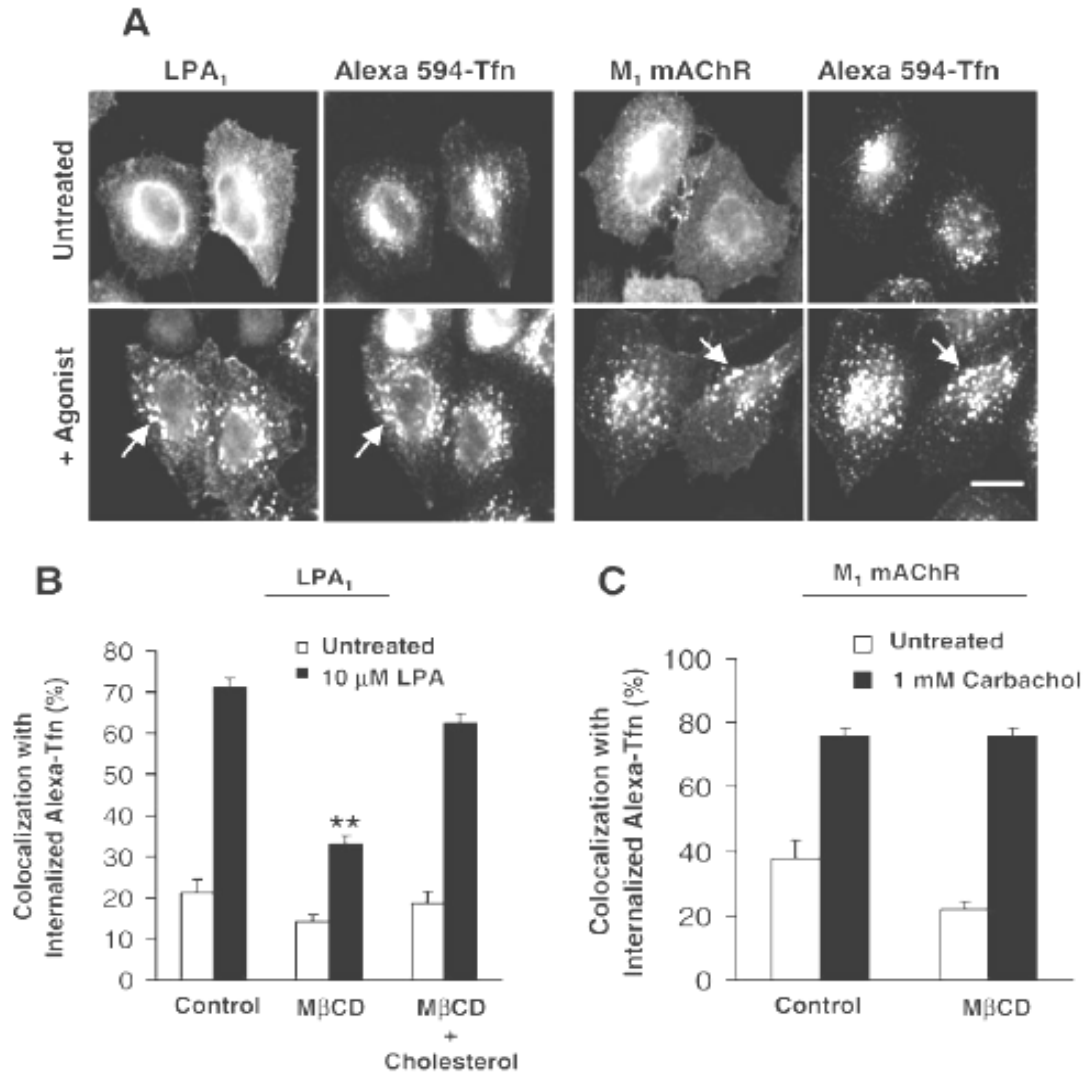 A
LPA₁ Alexa 594-Tfn M₁ mAChR Alexa 594-Tfn
Untreated
+ Agonist
B
LPA₁
Untreated
10 μM LPA
Colocalization with
Internalized Alexa-Tfn (%)
80
70
60
50
40
30
20
10
0
**
Control
MβCD
MβCD
+
Cholesterol
C
M₁ mAChR
Untreated
1 mM Carbachol
Colocalization with
Internalized Alexa-Tfn (%)
100
80
60
40
20
0
Control
MβCD